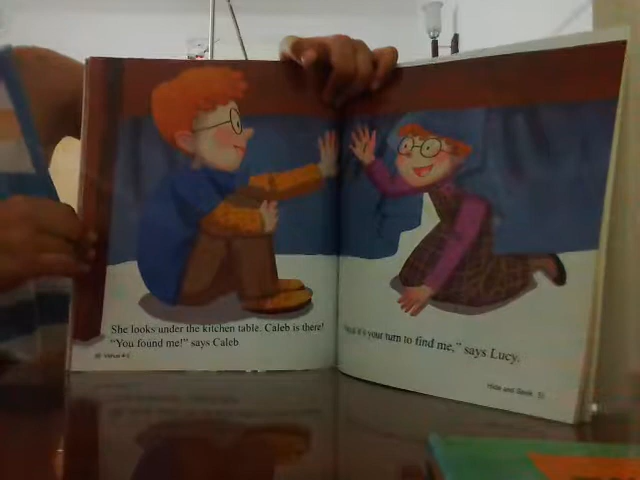 She looks under the kitchen table. Caleb is there!
"You found me!" says Caleb.
it's your turn to find me," says Lucy.
Hide and Seek